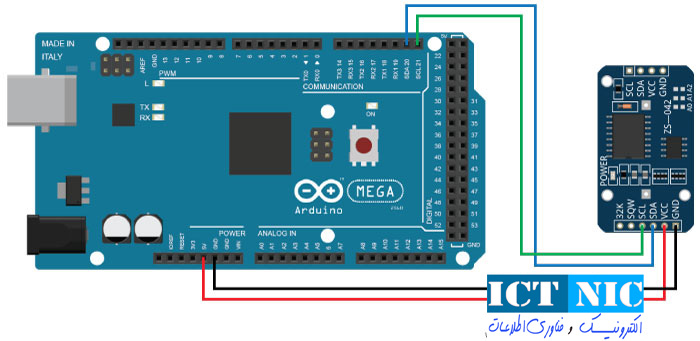 MADE IN
ITALY
AREF
GND
13
12
11
10
9
8
7
6
5
4
3
2
TX0 1
RX0 0
TX3 14
RX3 15
TX2 16
RX2 17
TX1 18
RX1 19
SDA 20
SCL 21
5V
PWM
COMMUNICATION
L
TX
RX
ON
31
33
35
37
39
41
43
45
47
49
51
53
22
24
26
28
30
32
34
36
38
40
42
44
46
48
50
52
GND
DIGITAL
Arduino
MEGA
POWER
ANALOG IN
IOREF
RESET
3V3
5V
GND
GND
VIN
A0
A1
A2
A3
A4
A5
6
A7
A8
A9
A10
A11
A12
A13
A14
A15
SCL
SDA
VCC
GND
A0 A1 A2
ZS-042
POWER
32K
SQW
SCL
SDA
VCC
GND
ICT NIC
الکترونیک و فناوری اطلاعات